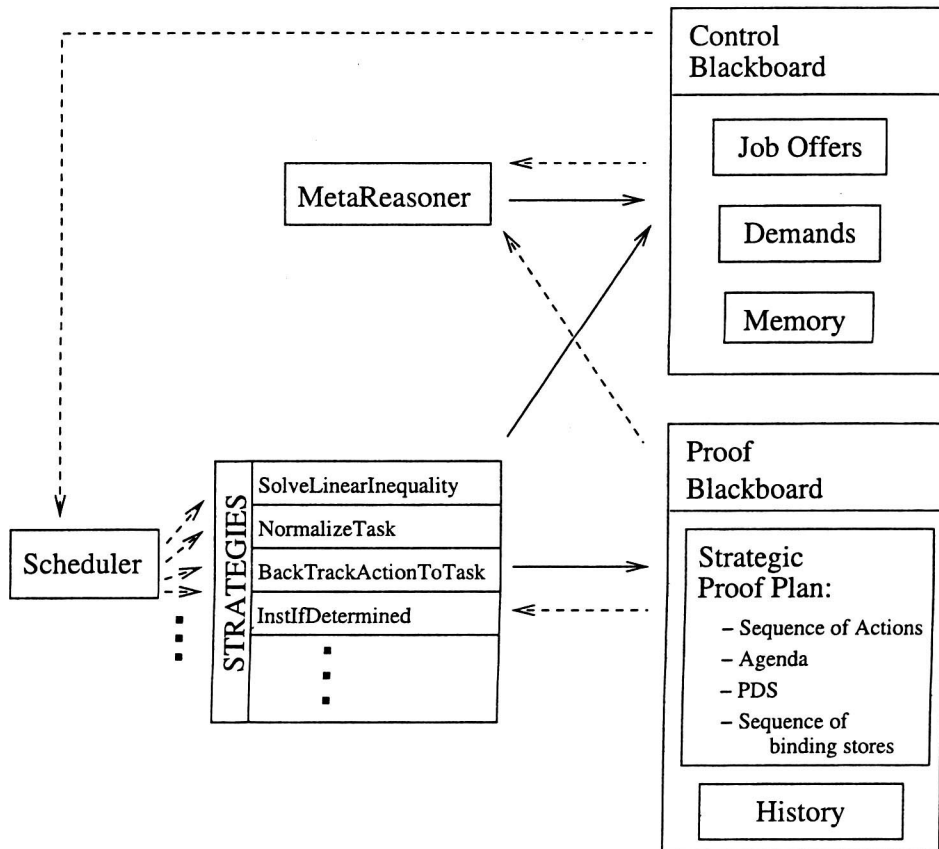 Control
Blackboard
Job Offers
MetaReasoner
Demands
Memory
Proof
Blackboard
STRATEGIES
SolveLinearInequality
NormalizeTask
BackTrackActionToTask
InstIfDetermined
Scheduler
Strategic
Proof Plan:
– Sequence of Actions
– Agenda
– PDS
– Sequence of
binding stores
History